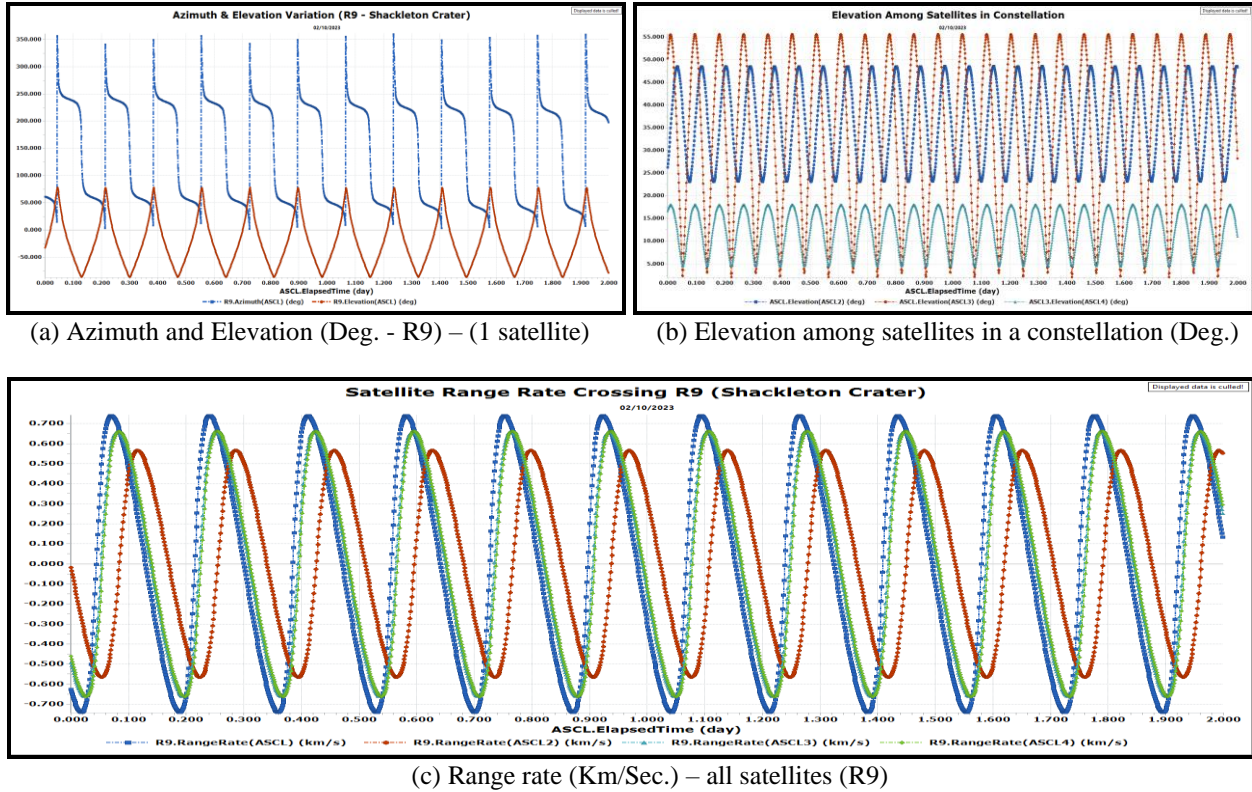 Azimuth & Elevation Variation (R9 - Shackleton Crater)
Displayed data is culled!
02/10/2023
350.000
300.000
250.000
200.000
150.000
100.000
50.000
0.000
-50.000
0.000 0.100 0.200 0.300 0.400 0.500 0.600 0.700 0.800 0.900 1.000 1.100 1.200 1.300 1.400 1.500 1.600 1.700 1.800 1.900 2.000
ASCL.ElapsedTime (day)
R9.Azimuth(ASCL) (deg) R9.Elevation(ASCL) (deg)
(a) Azimuth and Elevation (Deg. - R9) – (1 satellite)
Elevation Among Satellites in Constellation
Displayed data is culled!
02/10/2023
55.000
50.000
45.000
40.000
35.000
30.000
25.000
20.000
15.000
10.000
5.000
0.000 0.100 0.200 0.300 0.400 0.500 0.600 0.700 0.800 0.900 1.000 1.100 1.200 1.300 1.400 1.500 1.600 1.700 1.800 1.900 2.000
ASCL.ElapsedTime (day)
ASCL.Elevation(ASCL2) (deg) ASCL.Elevation(ASCL3) (deg) ASCL3.Elevation(ASCL4) (deg)
(b) Elevation among satellites in a constellation (Deg.)
Satellite Range Rate Crossing R9 (Shackleton Crater)
Displayed data is culled!
02/10/2023
0.700
0.600
0.500
0.400
0.300
0.200
0.100
0.000
-0.100
-0.200
-0.300
-0.400
-0.500
-0.600
-0.700
0.000 0.100 0.200 0.300 0.400 0.500 0.600 0.700 0.800 0.900 1.000 1.100 1.200 1.300 1.400 1.500 1.600 1.700 1.800 1.900 2.000
ASCL.ElapsedTime (day)
R9.RangeRate(ASCL) (km/s) R9.RangeRate(ASCL2) (km/s) R9.RangeRate(ASCL3) (km/s) R9.RangeRate(ASCL4) (km/s)
(c) Range rate (Km/Sec.) – all satellites (R9)